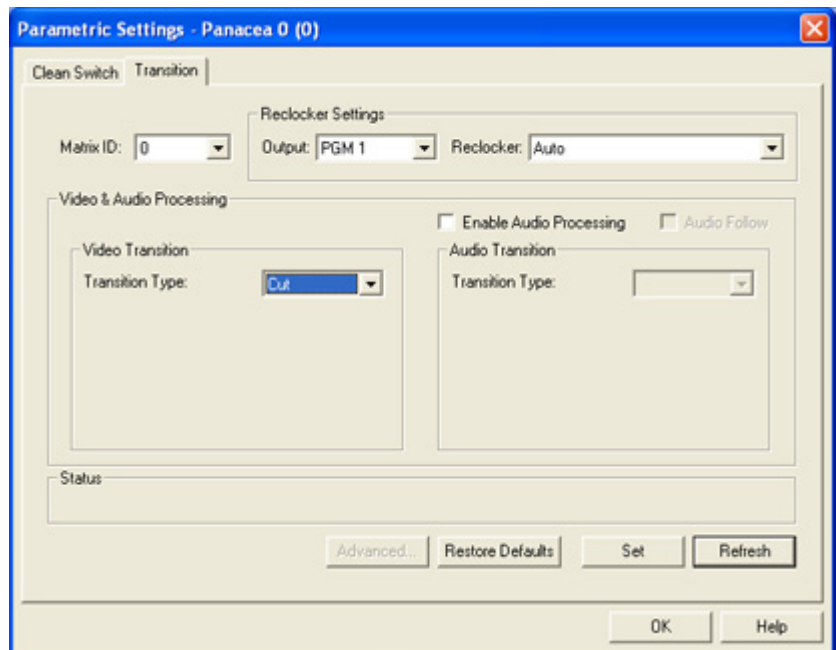 Parametric Settings - Panacea 0 (0)
Clean Switch Transition
Reclocker Settings
Matrix ID: 0 Output: PGM 1 Reclocker: Auto
Video & Audio Processing
Enable Audio Processing Audio Follow
Video Transition Audio Transition
Transition Type: Cut Transition Type:
Status
Advanced... Restore Defaults Set Refresh
OK Help